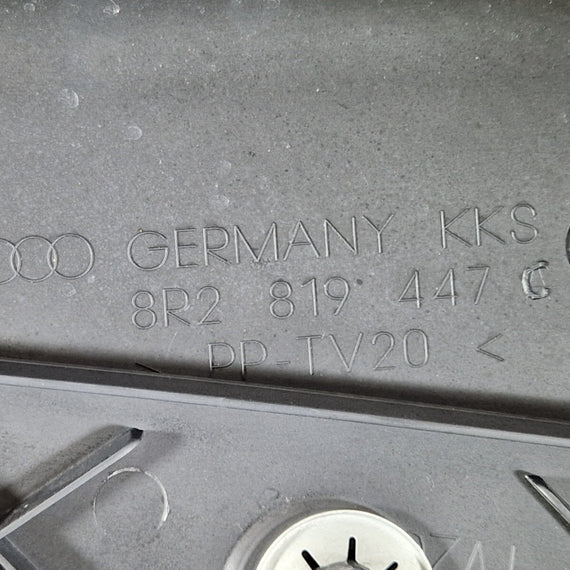 GERMANY KKS
8R2 819 447 C
PP-TV20 <